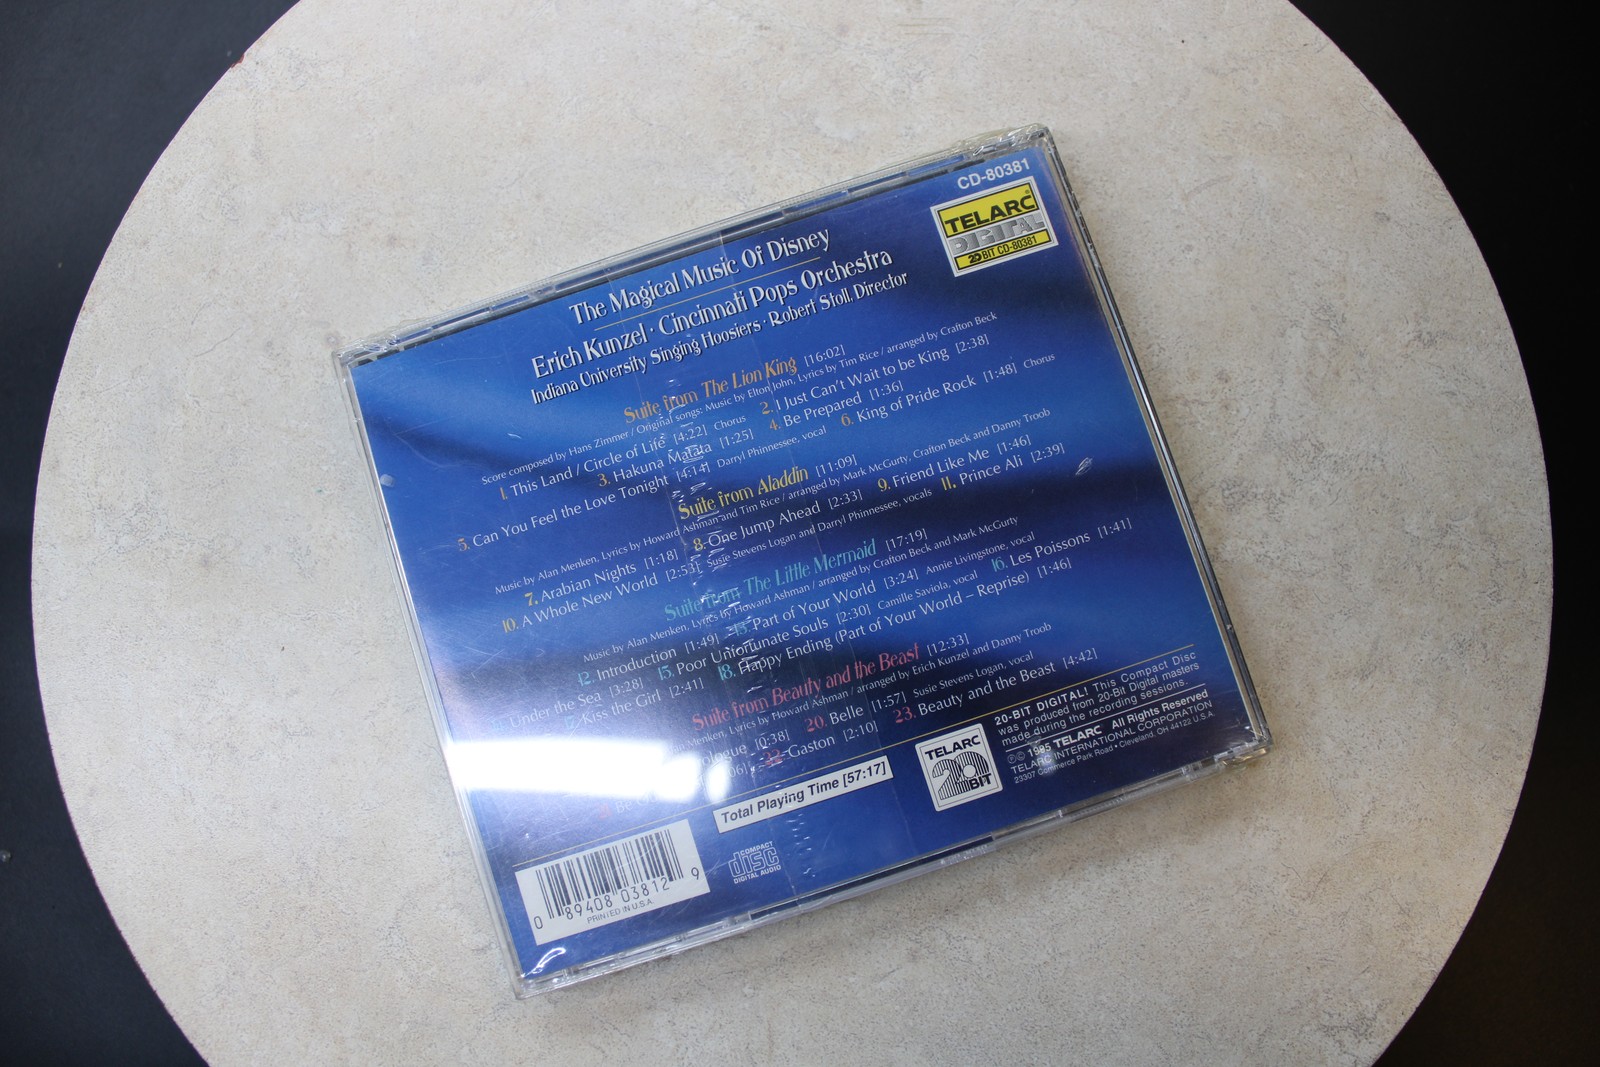 CD-80381
TELARC
DIGITAL
20 BIT CD-80381
The Magical Music Of Disney
Erich Kunzel · Cincinnati Pops Orchestra
Indiana University Singing Hoosiers · Robert Stoll, Director
Suite from The Lion King [16:02]
Score composed by Hans Zimmer / Original songs: Music by Elton John, Lyrics by Tim Rice / arranged by Crafton Beck
1. This Land / Circle of Life [4:22] Chorus 2. I Just Can't Wait to be King [2:38]
3. Hakuna Matata [1:25] 4. Be Prepared [1:36]
5. Can You Feel the Love Tonight [4:14] Darryl Phinnessee, vocal 6. King of Pride Rock [1:48] Chorus
Suite from Aladdin [11:09]
Music by Alan Menken, Lyrics by Howard Ashman and Tim Rice / arranged by Mark McGurty, Crafton Beck and Danny Troob
7. Arabian Nights [1:18] 8. One Jump Ahead [2:33] 9. Friend Like Me [1:46]
10. A Whole New World [2:53] Susie Stevens Logan and Darryl Phinnessee, vocals 11. Prince Ali [2:39]
Suite from The Little Mermaid [17:19]
Music by Alan Menken, Lyrics by Howard Ashman / arranged by Crafton Beck and Mark McGurty
12. Introduction [1:49] 13. Part of Your World [3:24] Annie Livingstone, vocal
Under the Sea [3:28] 15. Poor Unfortunate Souls [2:30] Camille Saviola, vocal 16. Les Poissons [1:41]
Kiss the Girl [2:41] 18. Happy Ending (Part of Your World – Reprise) [1:46]
Suite from Beauty and the Beast [12:33]
Menken, Lyrics by Howard Ashman / arranged by Erich Kunzel and Danny Troob
[0:38] 20. Belle [1:57] Susie Stevens Logan, vocal
22. Gaston [2:10] 23. Beauty and the Beast [4:42]
Total Playing Time [57:17]
TELARC
20
BIT
20-BIT DIGITAL! This Compact Disc
was produced from 20-Bit Digital masters
made during the recording sessions.
℗© 1995 TELARC All Rights Reserved
TELARC INTERNATIONAL CORPORATION
23307 Commerce Park Road • Cleveland, OH 44122 U.S.A.
COMPACT
disc
DIGITAL AUDIO
0 89408 03812 9
PRINTED IN U.S.A.